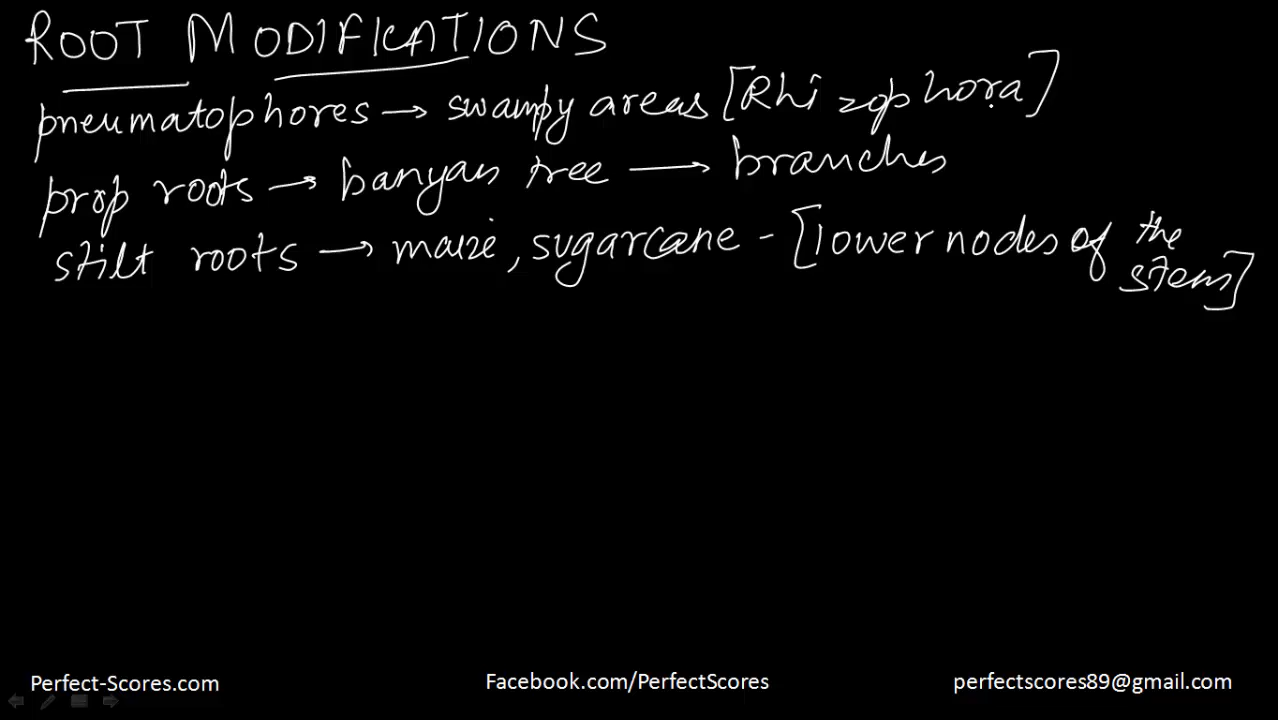 ROOT MODIFICATIONS
pneumatophores → swampy areas [Rhizophora]
prop roots → banyan tree → branches
stilt roots → maize, sugarcane - [lower nodes of the stem]
Perfect-Scores.com
Facebook.com/PerfectScores
perfectscores89@gmail.com